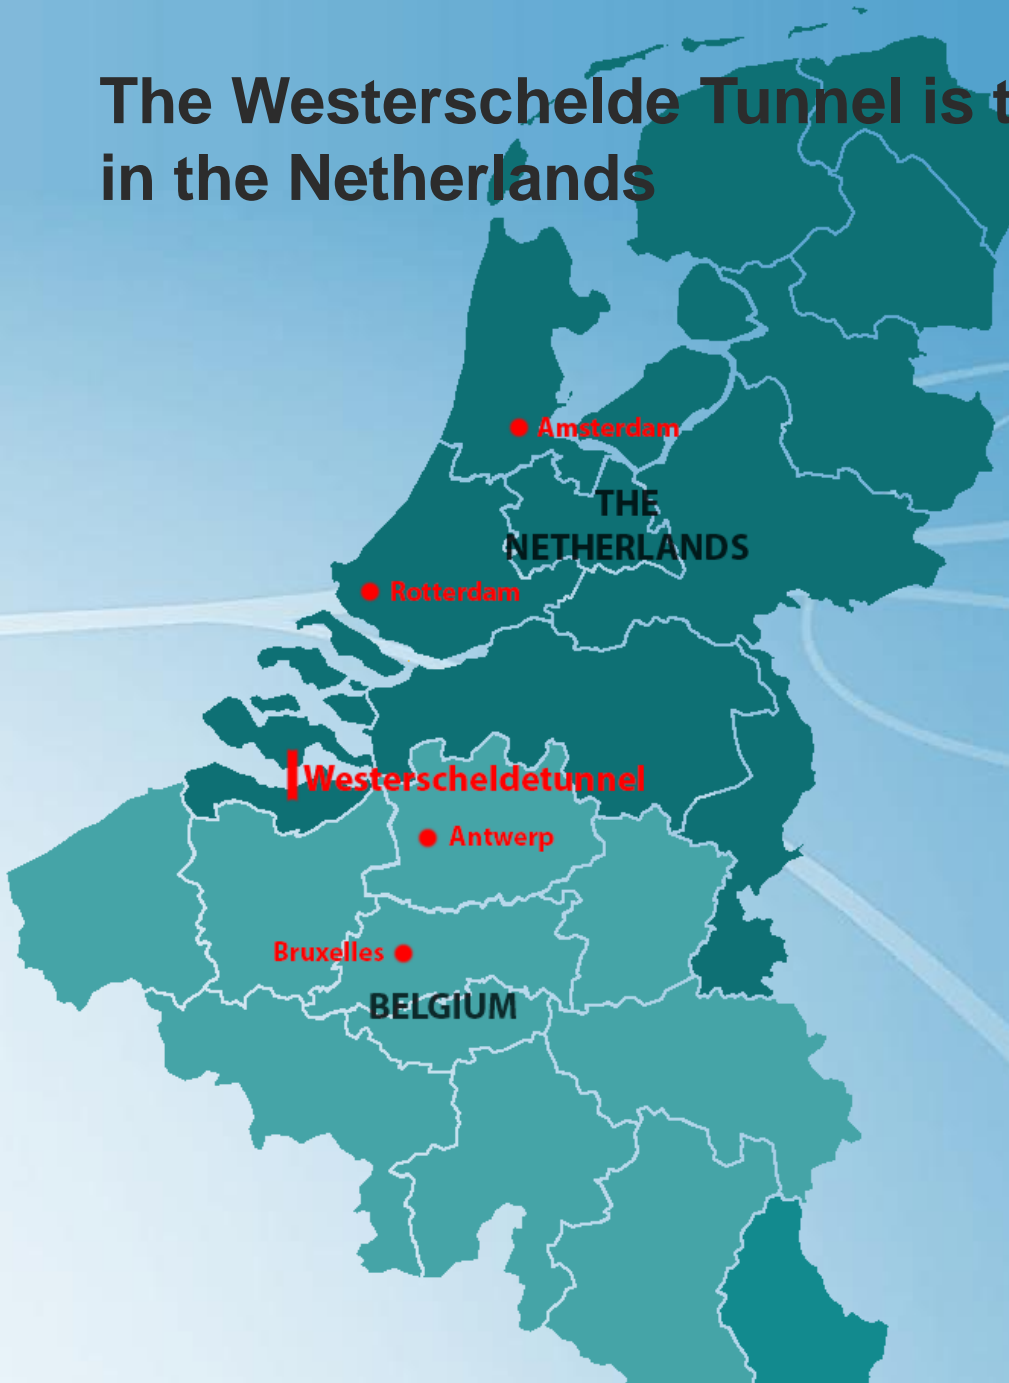 The Westerschelde Tunnel is t
in the Netherlands
Amsterdam
THE
NETHERLANDS
Rotterdam
Westerscheldetunnel
Antwerp
Bruxelles
BELGIUM